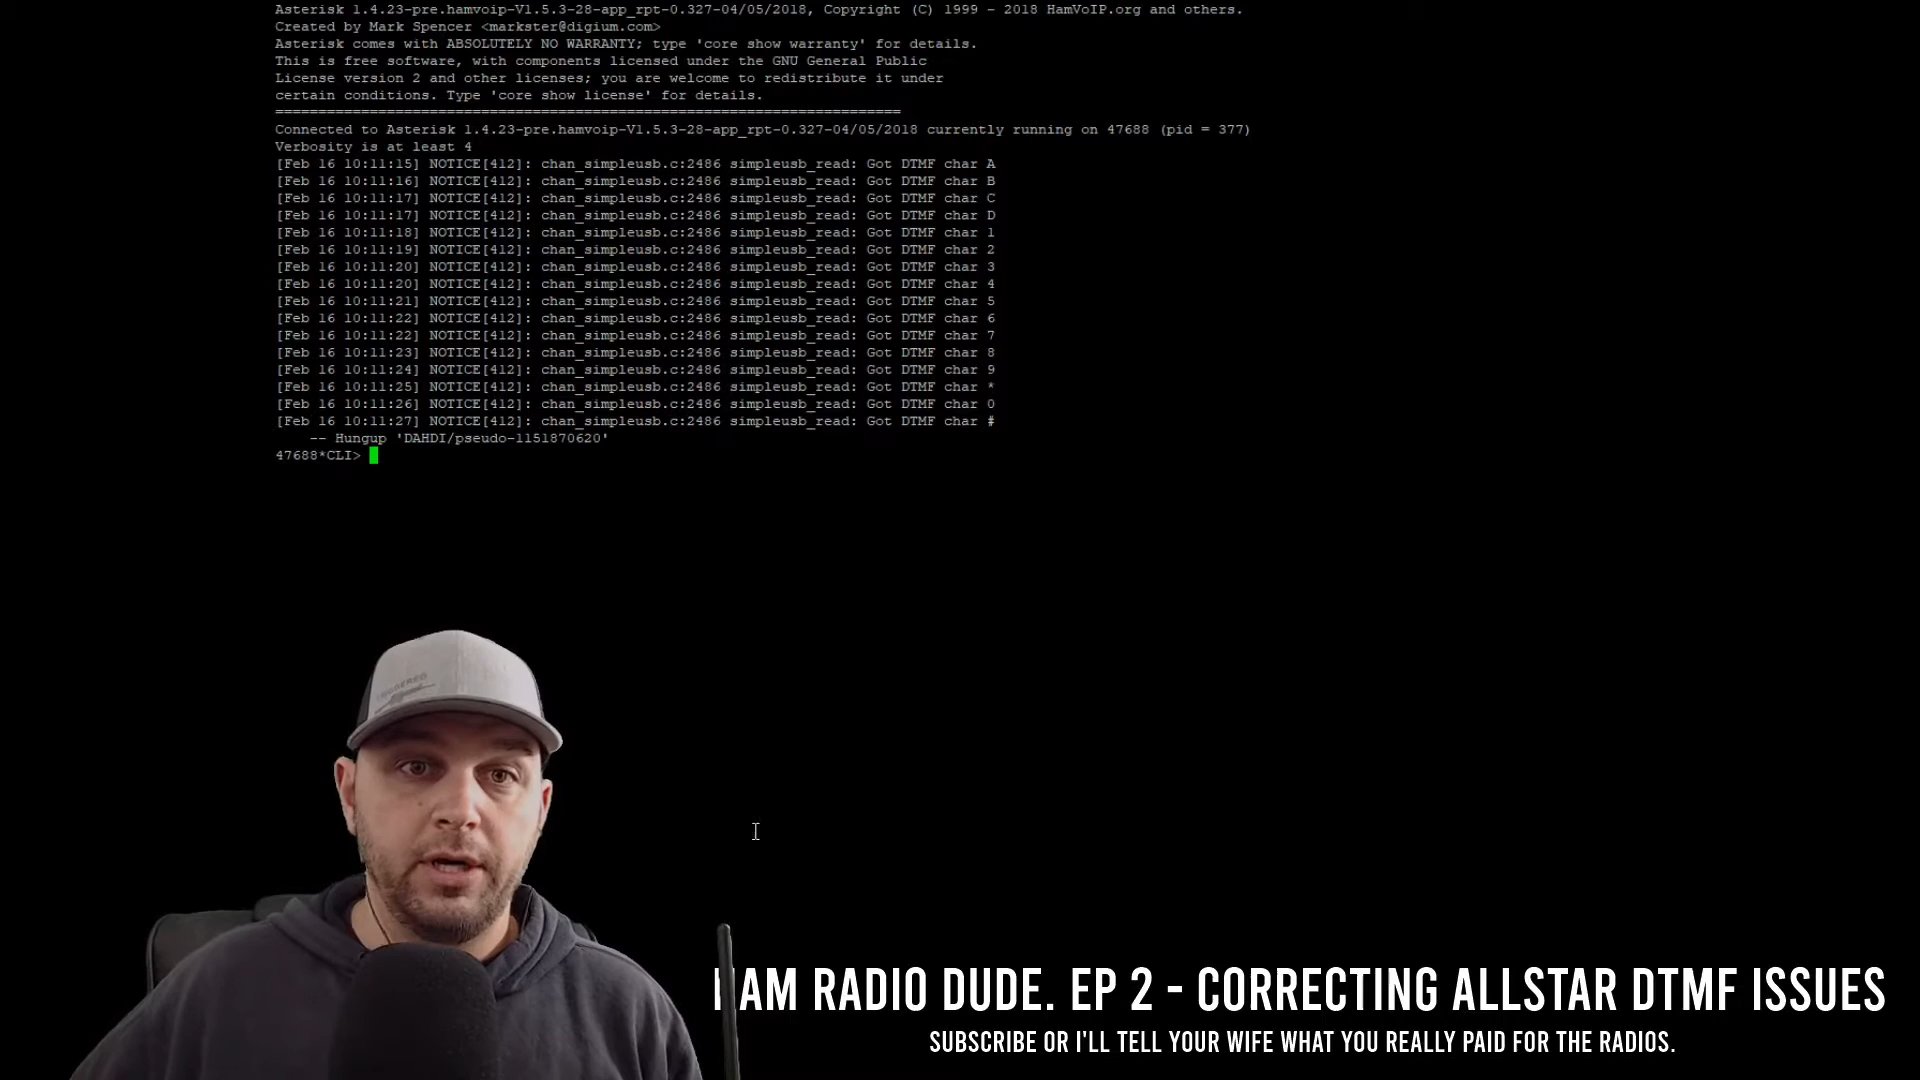 Asterisk 1.4.23-pre.hamvoip-V1.5.3-28-app_rpt-0.327-04/05/2018, Copyright (C) 1999 - 2018 HamVoIP.org and others.
Created by Mark Spencer <markster@digium.com>
Asterisk comes with ABSOLUTELY NO WARRANTY; type 'core show warranty' for details.
This is free software, with components licensed under the GNU General Public
License version 2 and other licenses; you are welcome to redistribute it under
certain conditions. Type 'core show license' for details.
=========================================================================
Connected to Asterisk 1.4.23-pre.hamvoip-V1.5.3-28-app_rpt-0.327-04/05/2018 currently running on 47688 (pid = 377)
Verbosity is at least 4
[Feb 16 10:11:15] NOTICE[412]: chan_simpleusb.c:2486 simpleusb_read: Got DTMF char A
[Feb 16 10:11:16] NOTICE[412]: chan_simpleusb.c:2486 simpleusb_read: Got DTMF char B
[Feb 16 10:11:17] NOTICE[412]: chan_simpleusb.c:2486 simpleusb_read: Got DTMF char C
[Feb 16 10:11:17] NOTICE[412]: chan_simpleusb.c:2486 simpleusb_read: Got DTMF char D
[Feb 16 10:11:18] NOTICE[412]: chan_simpleusb.c:2486 simpleusb_read: Got DTMF char 1
[Feb 16 10:11:19] NOTICE[412]: chan_simpleusb.c:2486 simpleusb_read: Got DTMF char 2
[Feb 16 10:11:20] NOTICE[412]: chan_simpleusb.c:2486 simpleusb_read: Got DTMF char 3
[Feb 16 10:11:20] NOTICE[412]: chan_simpleusb.c:2486 simpleusb_read: Got DTMF char 4
[Feb 16 10:11:21] NOTICE[412]: chan_simpleusb.c:2486 simpleusb_read: Got DTMF char 5
[Feb 16 10:11:22] NOTICE[412]: chan_simpleusb.c:2486 simpleusb_read: Got DTMF char 6
[Feb 16 10:11:22] NOTICE[412]: chan_simpleusb.c:2486 simpleusb_read: Got DTMF char 7
[Feb 16 10:11:23] NOTICE[412]: chan_simpleusb.c:2486 simpleusb_read: Got DTMF char 8
[Feb 16 10:11:24] NOTICE[412]: chan_simpleusb.c:2486 simpleusb_read: Got DTMF char 9
[Feb 16 10:11:25] NOTICE[412]: chan_simpleusb.c:2486 simpleusb_read: Got DTMF char *
[Feb 16 10:11:26] NOTICE[412]: chan_simpleusb.c:2486 simpleusb_read: Got DTMF char 0
[Feb 16 10:11:27] NOTICE[412]: chan_simpleusb.c:2486 simpleusb_read: Got DTMF char #
-- Hungup 'DAHDI/pseudo-1151870620'
47688*CLI>
HAM RADIO DUDE. EP 2 - CORRECTING ALLSTAR DTMF ISSUES
SUBSCRIBE OR I'LL TELL YOUR WIFE WHAT YOU REALLY PAID FOR THE RADIOS.